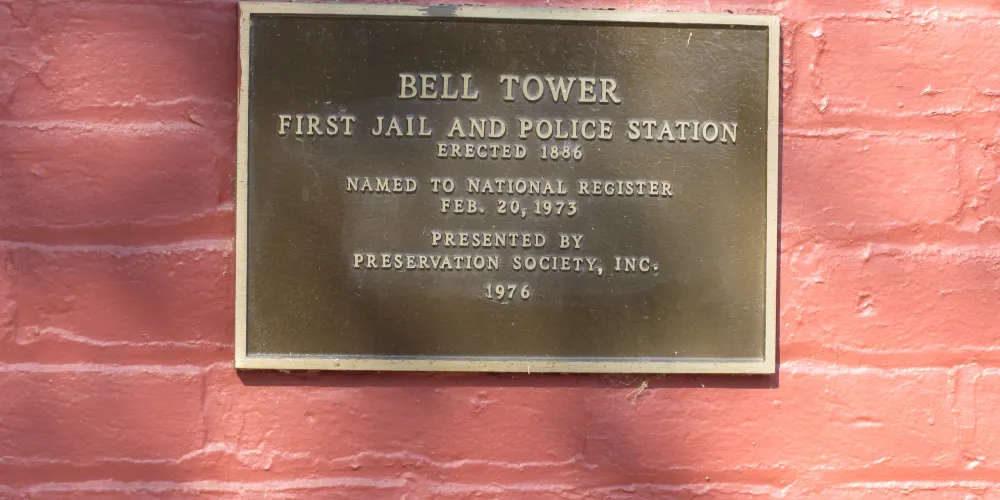 BELL TOWER
FIRST JAIL AND POLICE STATION
ERECTED 1886
NAMED TO NATIONAL REGISTER
FEB. 20, 1973
PRESENTED BY
PRESERVATION SOCIETY, INC.
1976